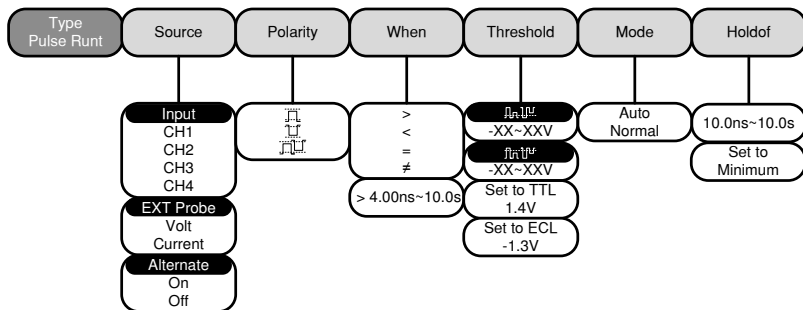 Type
Pulse Runt
Source
Polarity
When
Threshold
Mode
Holdof
Input
CH1
CH2
CH3
CH4
EXT Probe
Volt
Current
Alternate
On
Off
>
<
=
≠
> 4.00ns~10.0s
-XX~XXV
-XX~XXV
Set to TTL
1.4V
Set to ECL
-1.3V
Auto
Normal
10.0ns~10.0s
Set to
Minimum